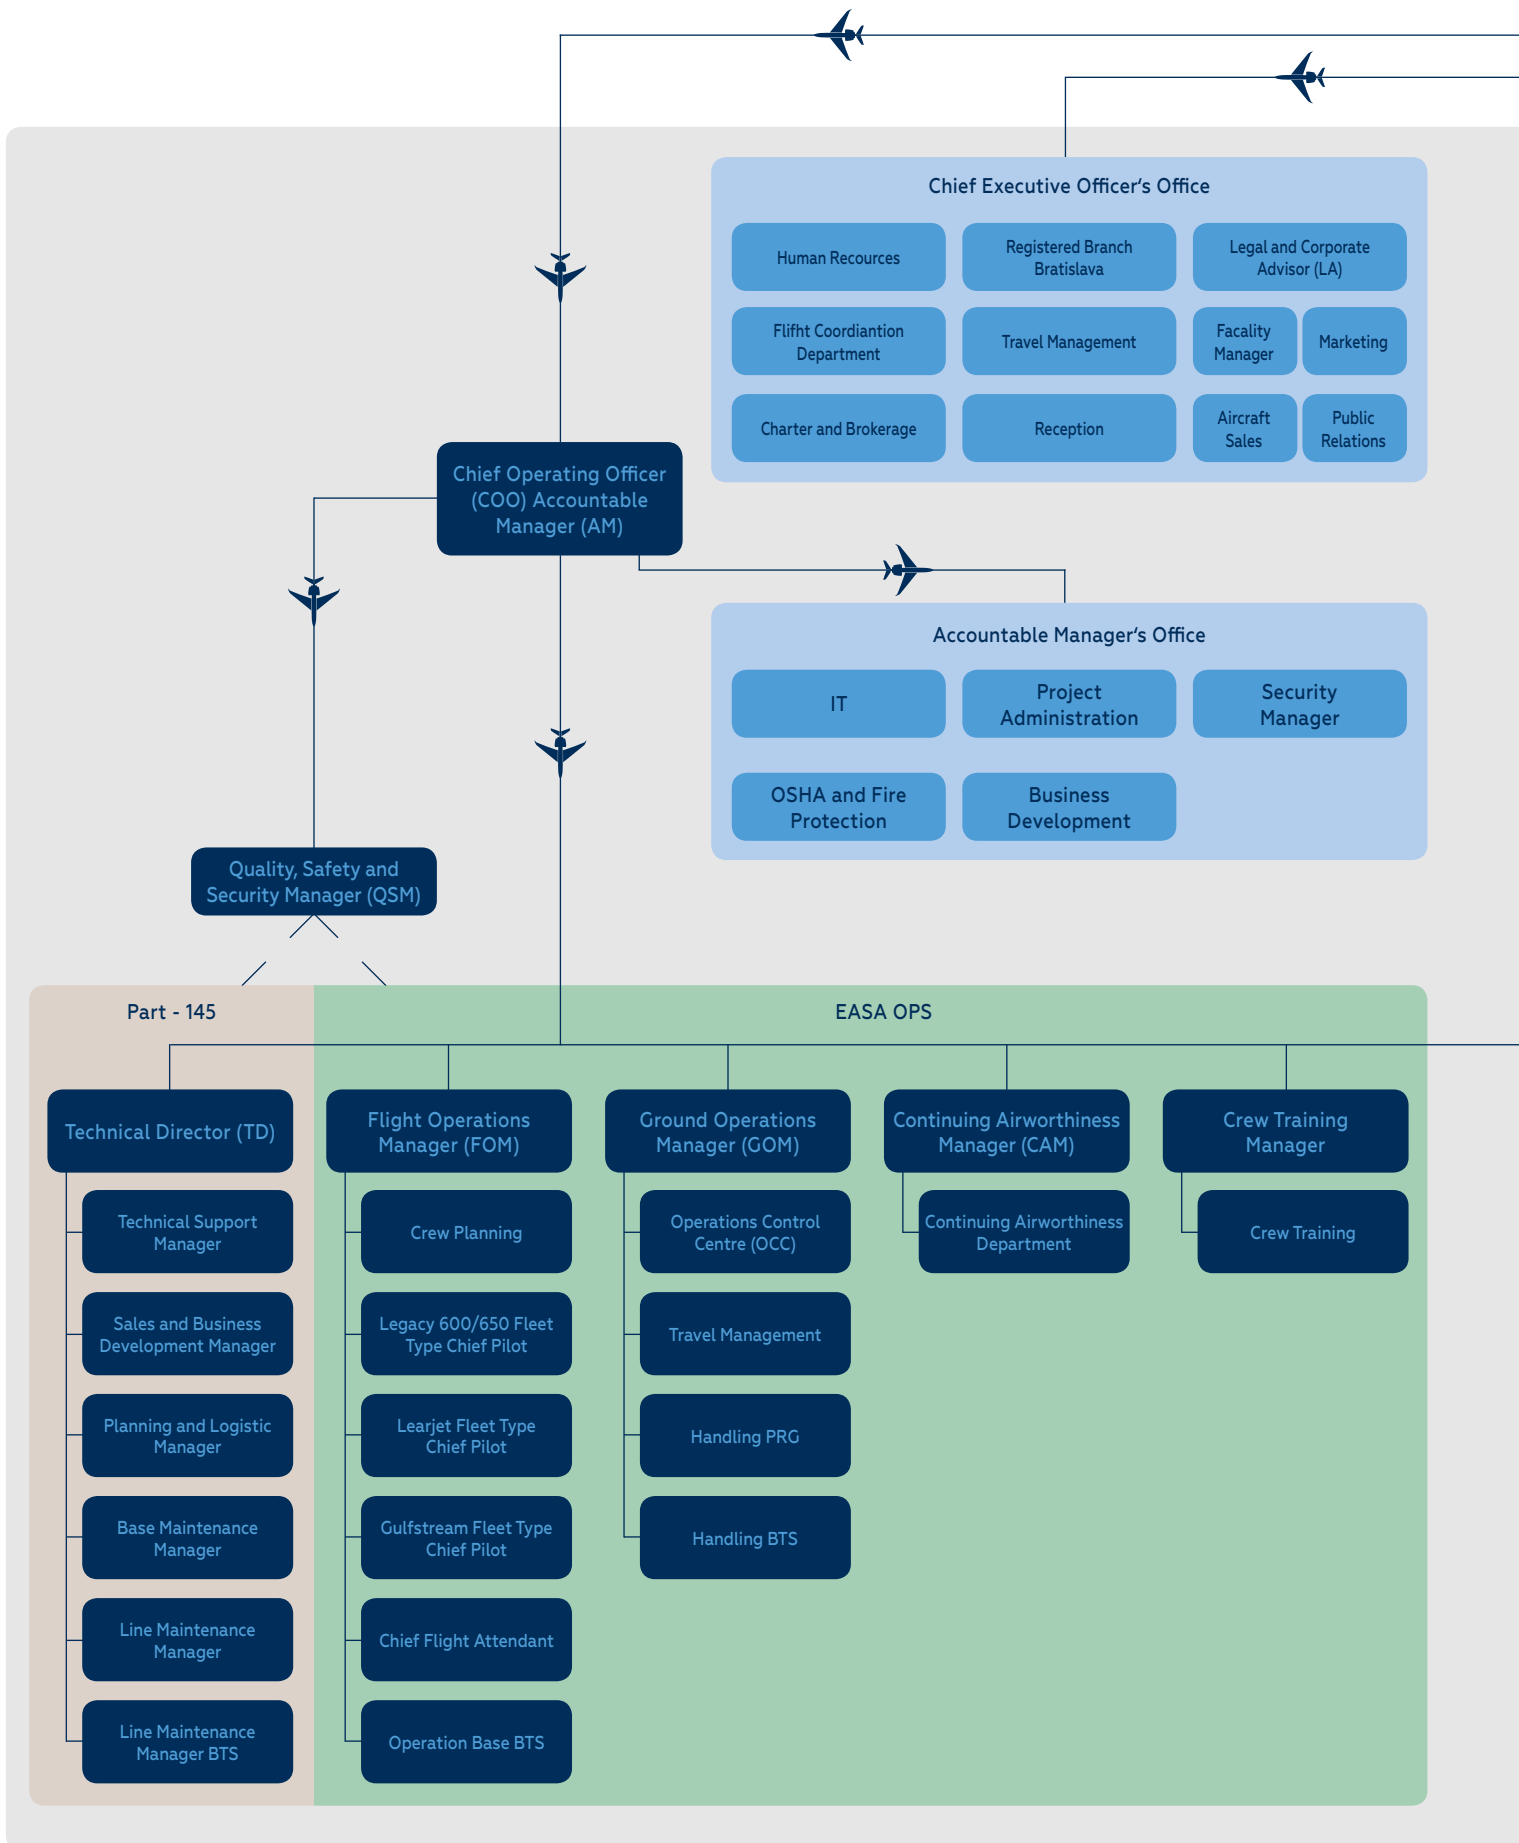 Chief Executive Officer‘s Office
Human Recources
Registered Branch
Bratislava
Legal and Corporate
Advisor (LA)
Flifht Coordiantion
Department
Travel Management
Facality
Manager
Marketing
Charter and Brokerage
Reception
Aircraft
Sales
Public
Relations
Chief Operating Officer
(COO) Accountable
Manager (AM)
Accountable Manager‘s Office
IT
Project
Administration
Security
Manager
OSHA and Fire
Protection
Business
Development
Quality, Safety and
Security Manager (QSM)
Part - 145
EASA OPS
Technical Director (TD)
Technical Support
Manager
Sales and Business
Development Manager
Planning and Logistic
Manager
Base Maintenance
Manager
Line Maintenance
Manager
Line Maintenance
Manager BTS
Flight Operations
Manager (FOM)
Crew Planning
Legacy 600/650 Fleet
Type Chief Pilot
Learjet Fleet Type
Chief Pilot
Gulfstream Fleet Type
Chief Pilot
Chief Flight Attendant
Operation Base BTS
Ground Operations
Manager (GOM)
Operations Control
Centre (OCC)
Travel Management
Handling PRG
Handling BTS
Continuing Airworthiness
Manager (CAM)
Continuing Airworthiness
Department
Crew Training
Manager
Crew Training